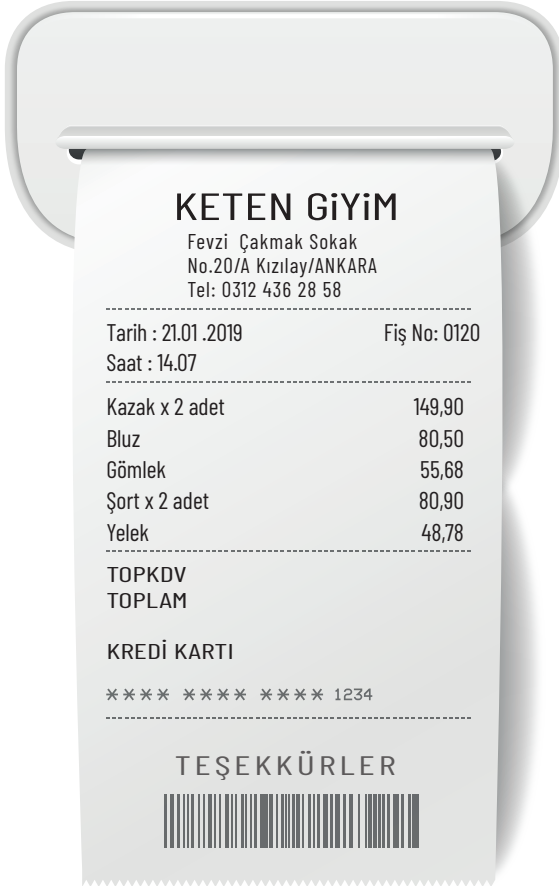 KETEN GiYiM
Fevzi Çakmak Sokak
No.20/A Kızılay/ANKARA
Tel: 0312 436 28 58
Tarih : 21.01 .2019 Fiş No: 0120
Saat : 14.07
Kazak x 2 adet 149,90
Bluz 80,50
Gömlek 55,68
Şort x 2 adet 80,90
Yelek 48,78
TOPKDV
TOPLAM
KREDİ KARTI
**** **** **** 1234
TEŞEKKÜRLER